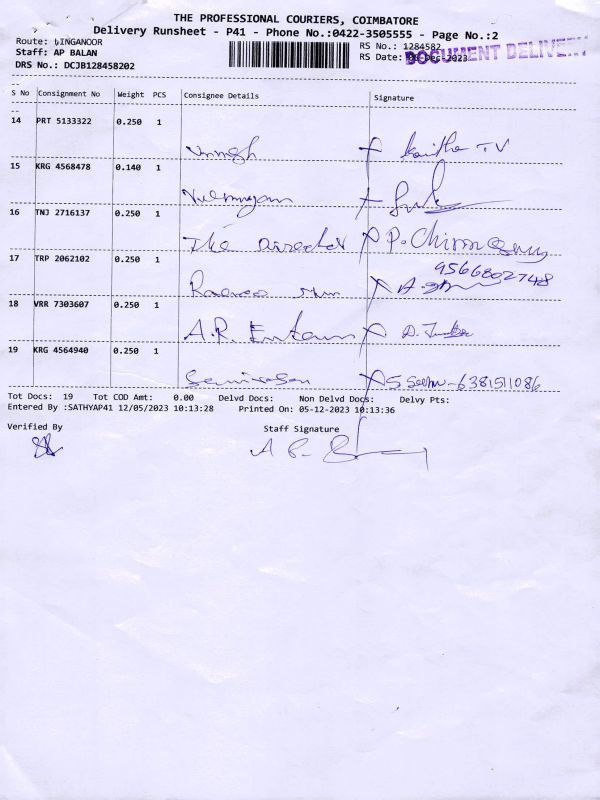 THE PROFESSIONAL COURIERS, COIMBATORE
Delivery Runsheet - P41 - Phone No.:0422-3505555 - Page No.:2
Route: LINGANOOR
RS No.: 1284582
DOCUMENT DELIVERY
Staff: AP BALAN
RS Date: 05-Dec-2023
DRS No.: DCJB128458202
S No Consignment No Weight PCS Consignee Details Signature
14 PRT 5133322 0.250 1
15 KRG 4568478 0.140 1
16 TNJ 2716137 0.250 1
The Director
17 TRP 2062102 0.250 1
18 VRR 7303607 0.250 1
A.R.
19 KRG 4564940 0.250 1
6381511086
Tot Docs: 19 Tot COD Amt: 0.00 Delvd Docs: Non Delvd Docs: Delvy Pts:
Entered By :SATHYAP41 12/05/2023 10:13:28 Printed On: 05-12-2023 10:13:36
Verified By Staff Signature